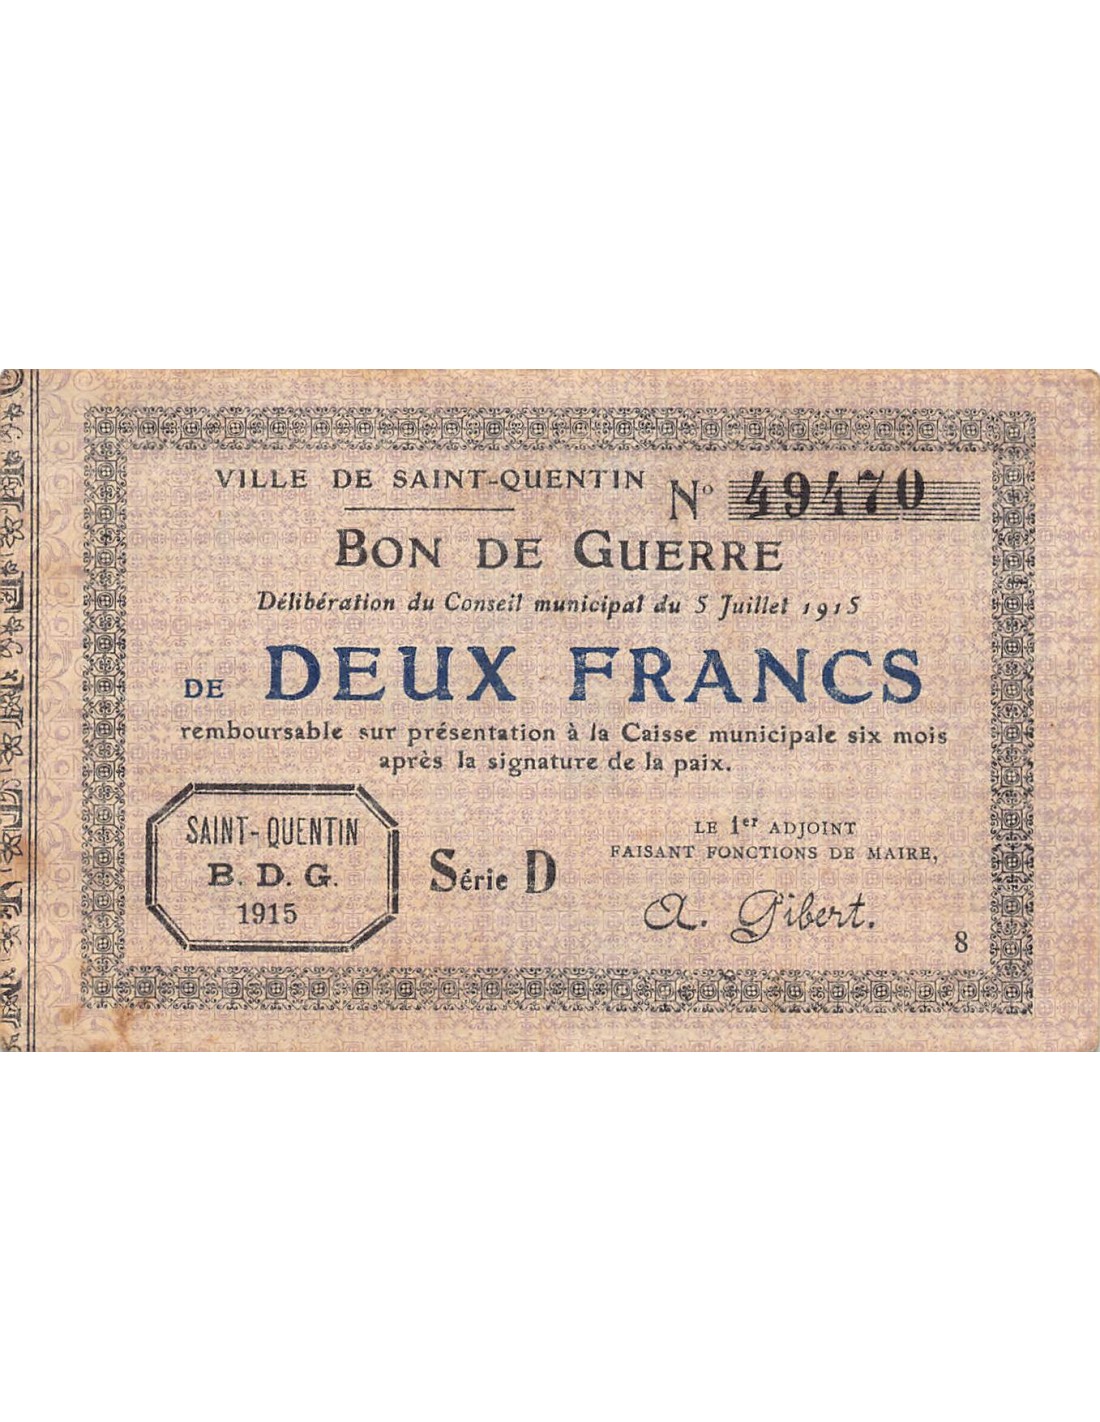 VILLE DE SAINT-QUENTIN
Nº 49470
BON DE GUERRE
Délibération du Conseil municipal du 5 Juillet 1915
DE DEUX FRANCS
remboursable sur présentation à la Caisse municipale six mois
après la signature de la paix.
SAINT-QUENTIN
B. D. G.
1915
Série D
LE 1er ADJOINT
FAISANT FONCTIONS DE MAIRE,
A. Gibert.
8